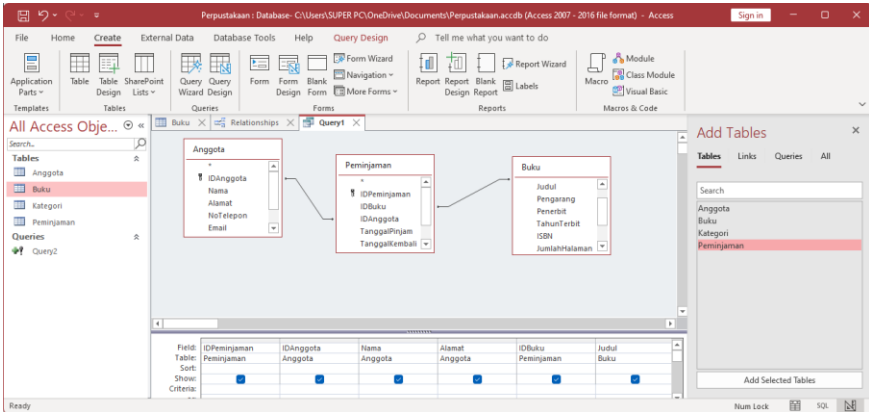 Perpustakaan : Database- C:\Users\SUPER PC\OneDrive\Documents\Perpustakaan.accdb (Access 2007 - 2016 file format) - Access
Sign in
File Home Create External Data Database Tools Help Query Design Tell me what you want to do
Application Parts
Templates
Table
Table Design
SharePoint Lists
Tables
Query Wizard
Query Design
Queries
Form
Form Design
Blank Form
Form Wizard
Navigation
More Forms
Forms
Report
Report Design
Blank Report
Report Wizard
Labels
Reports
Macro
Module
Class Module
Visual Basic
Macros & Code
All Access Obje...
Search...
Tables
Anggota
Buku
Kategori
Peminjaman
Queries
Query2
Buku Relationships Query1
Anggota
*
IDAnggota
Nama
Alamat
NoTelepon
Email
Peminjaman
*
IDPeminjaman
IDBuku
IDAnggota
TanggalPinjam
TanggalKembali
Buku
Judul
Pengarang
Penerbit
TahunTerbit
ISBN
JumlahHalaman
Field: IDPeminjaman IDAnggota Nama Alamat IDBuku Judul
Table: Peminjaman Anggota Anggota Anggota Peminjaman Buku
Sort:
Show:
Criteria:
Add Tables
Tables Links Queries All
Search
Anggota
Buku
Kategori
Peminjaman
Add Selected Tables
Ready
Num Lock SQL